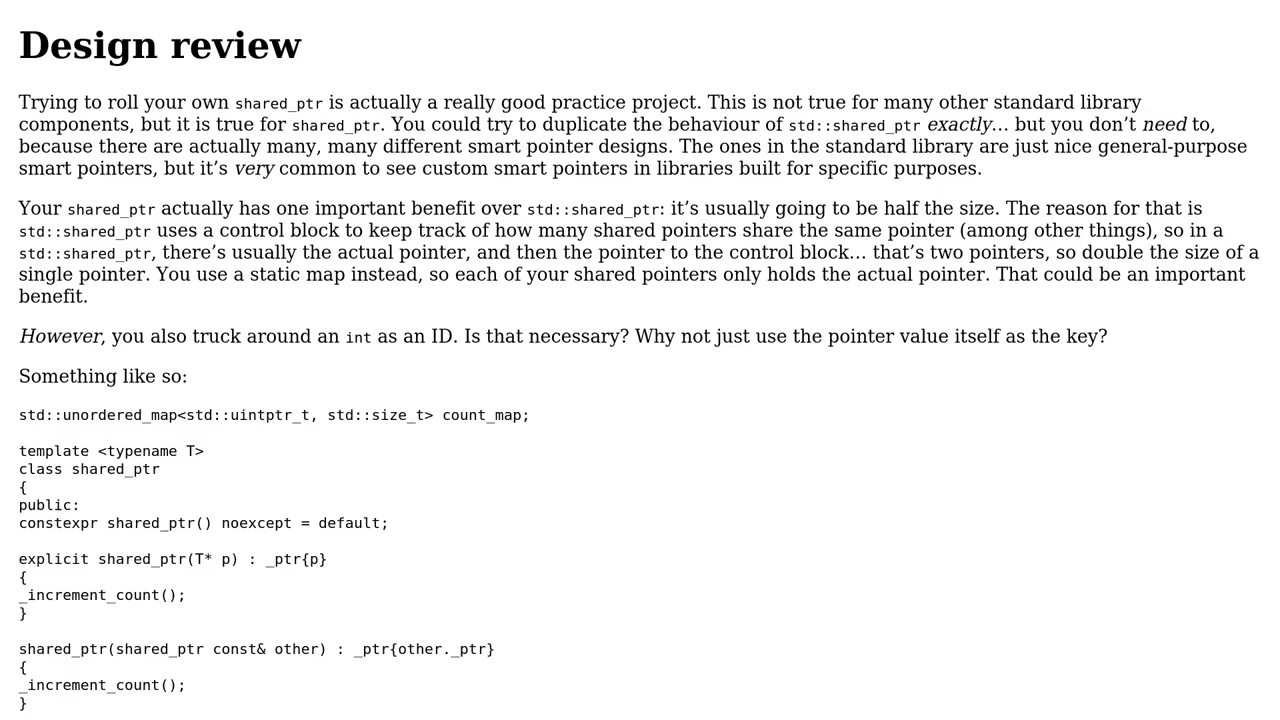 Design review
Trying to roll your own shared_ptr is actually a really good practice project. This is not true for many other standard library
components, but it is true for shared_ptr. You could try to duplicate the behaviour of std::shared_ptr exactly… but you don’t need to,
because there are actually many, many different smart pointer designs. The ones in the standard library are just nice general-purpose
smart pointers, but it’s very common to see custom smart pointers in libraries built for specific purposes.
Your shared_ptr actually has one important benefit over std::shared_ptr: it’s usually going to be half the size. The reason for that is
std::shared_ptr uses a control block to keep track of how many shared pointers share the same pointer (among other things), so in a
std::shared_ptr, there’s usually the actual pointer, and then the pointer to the control block… that’s two pointers, so double the size of a
single pointer. You use a static map instead, so each of your shared pointers only holds the actual pointer. That could be an important
benefit.
However, you also truck around an int as an ID. Is that necessary? Why not just use the pointer value itself as the key?
Something like so:
std::unordered_map<std::uintptr_t, std::size_t> count_map;
template <typename T>
class shared_ptr
{
public:
constexpr shared_ptr() noexcept = default;
explicit shared_ptr(T* p) : _ptr{p}
{
_increment_count();
}
shared_ptr(shared_ptr const& other) : _ptr{other._ptr}
{
_increment_count();
}